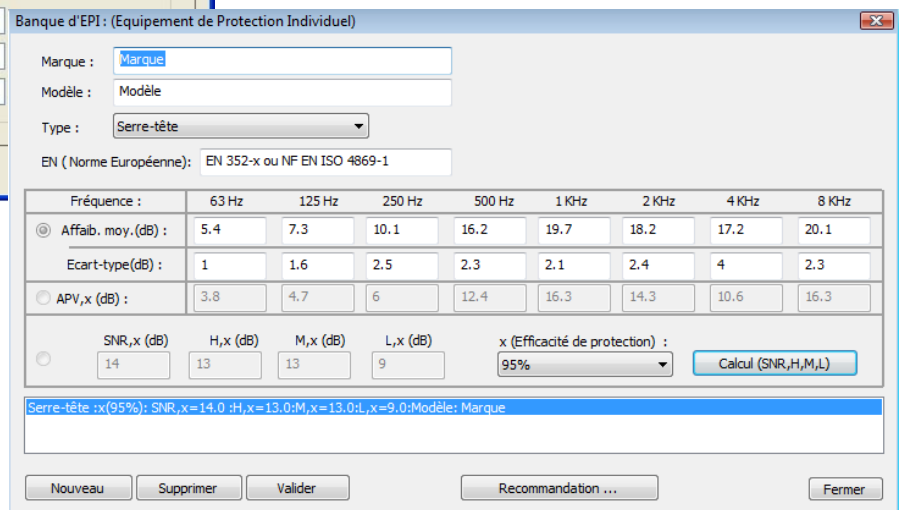 Banque d'EPI : (Equipement de Protection Individuel)
Marque : Marque
Modèle : Modèle
Type : Serre-tête
EN ( Norme Européenne): EN 352-x ou NF EN ISO 4869-1
Fréquence : 63 Hz 125 Hz 250 Hz 500 Hz 1 KHz 2 KHz 4 KHz 8 KHz
Affaib. moy.(dB) : 5.4 7.3 10.1 16.2 19.7 18.2 17.2 20.1
Ecart-type(dB) : 1 1.6 2.5 2.3 2.1 2.4 4 2.3
APV,x (dB) : 3.8 4.7 6 12.4 16.3 14.3 10.6 16.3
SNR,x (dB) H,x (dB) M,x (dB) L,x (dB) x (Efficacité de protection) :
14 13 13 9 95% Calcul (SNR,H,M,L)
Serre-tête :x(95%): SNR,x=14.0 :H,x=13.0:M,x=13.0:L,x=9.0:Modèle: Marque
Nouveau Supprimer Valider Recommandation ... Fermer